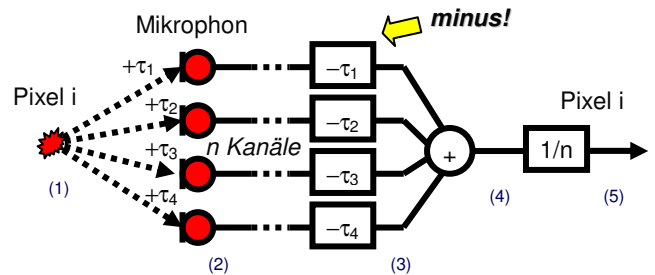 Mikrophon
minus!
Pixel i
+τ1
−τ1
Pixel i
+τ2
−τ2
n Kanäle
+
1/n
+τ3
−τ3
(1)
(4)
(5)
+τ4
−τ4
(2)
(3)